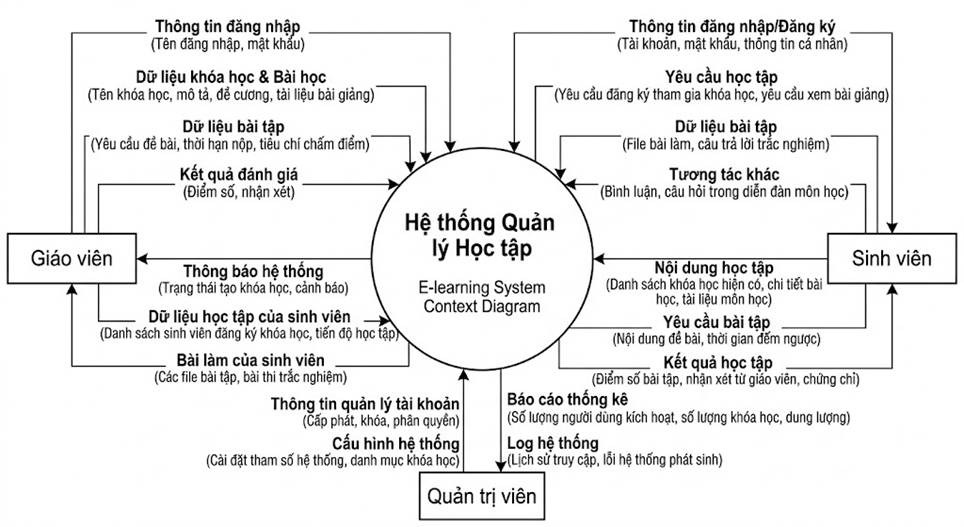 Thông tin đăng nhập
(Tên đăng nhập, mật khẩu)
Dữ liệu khóa học & Bài học
(Tên khóa học, mô tả, đề cương, tài liệu bài giảng)
Dữ liệu bài tập
(Yêu cầu đề bài, thời hạn nộp, tiêu chí chấm điểm)
Kết quả đánh giá
(Điểm số, nhận xét)
Giáo viên
Thông báo hệ thống
(Trạng thái tạo khóa học, cảnh báo)
Dữ liệu học tập của sinh viên
(Danh sách sinh viên đăng ký khóa học, tiến độ học tập)
Bài làm của sinh viên
(Các file bài tập, bài thi trắc nghiệm)
Hệ thống Quản
lý Học tập
E-learning System
Context Diagram
Thông tin đăng nhập/Đăng ký
(Tài khoản, mật khẩu, thông tin cá nhân)
Yêu cầu học tập
(Yêu cầu đăng ký tham gia khóa học, yêu cầu xem bài giảng)
Dữ liệu bài tập
(File bài làm, câu trả lời trắc nghiệm)
Tương tác khác
(Bình luận, câu hỏi trong diễn đàn môn học)
Sinh viên
Nội dung học tập
(Danh sách khóa học hiện có, chi tiết bài
học, tài liệu môn học)
Yêu cầu bài tập
(Nội dung đề bài, thời gian đếm ngược)
Kết quả học tập
(Điểm số bài tập, nhận xét từ giáo viên, chứng chỉ)
Thông tin quản lý tài khoản
(Cấp phát, khóa, phân quyền)
Cấu hình hệ thống
(Cài đặt tham số hệ thống, danh mục khóa học)
Báo cáo thống kê
(Số lượng người dùng kích hoạt, số lượng khóa học, dung lượng)
Log hệ thống
(Lịch sử truy cập, lỗi hệ thống phát sinh)
Quản trị viên